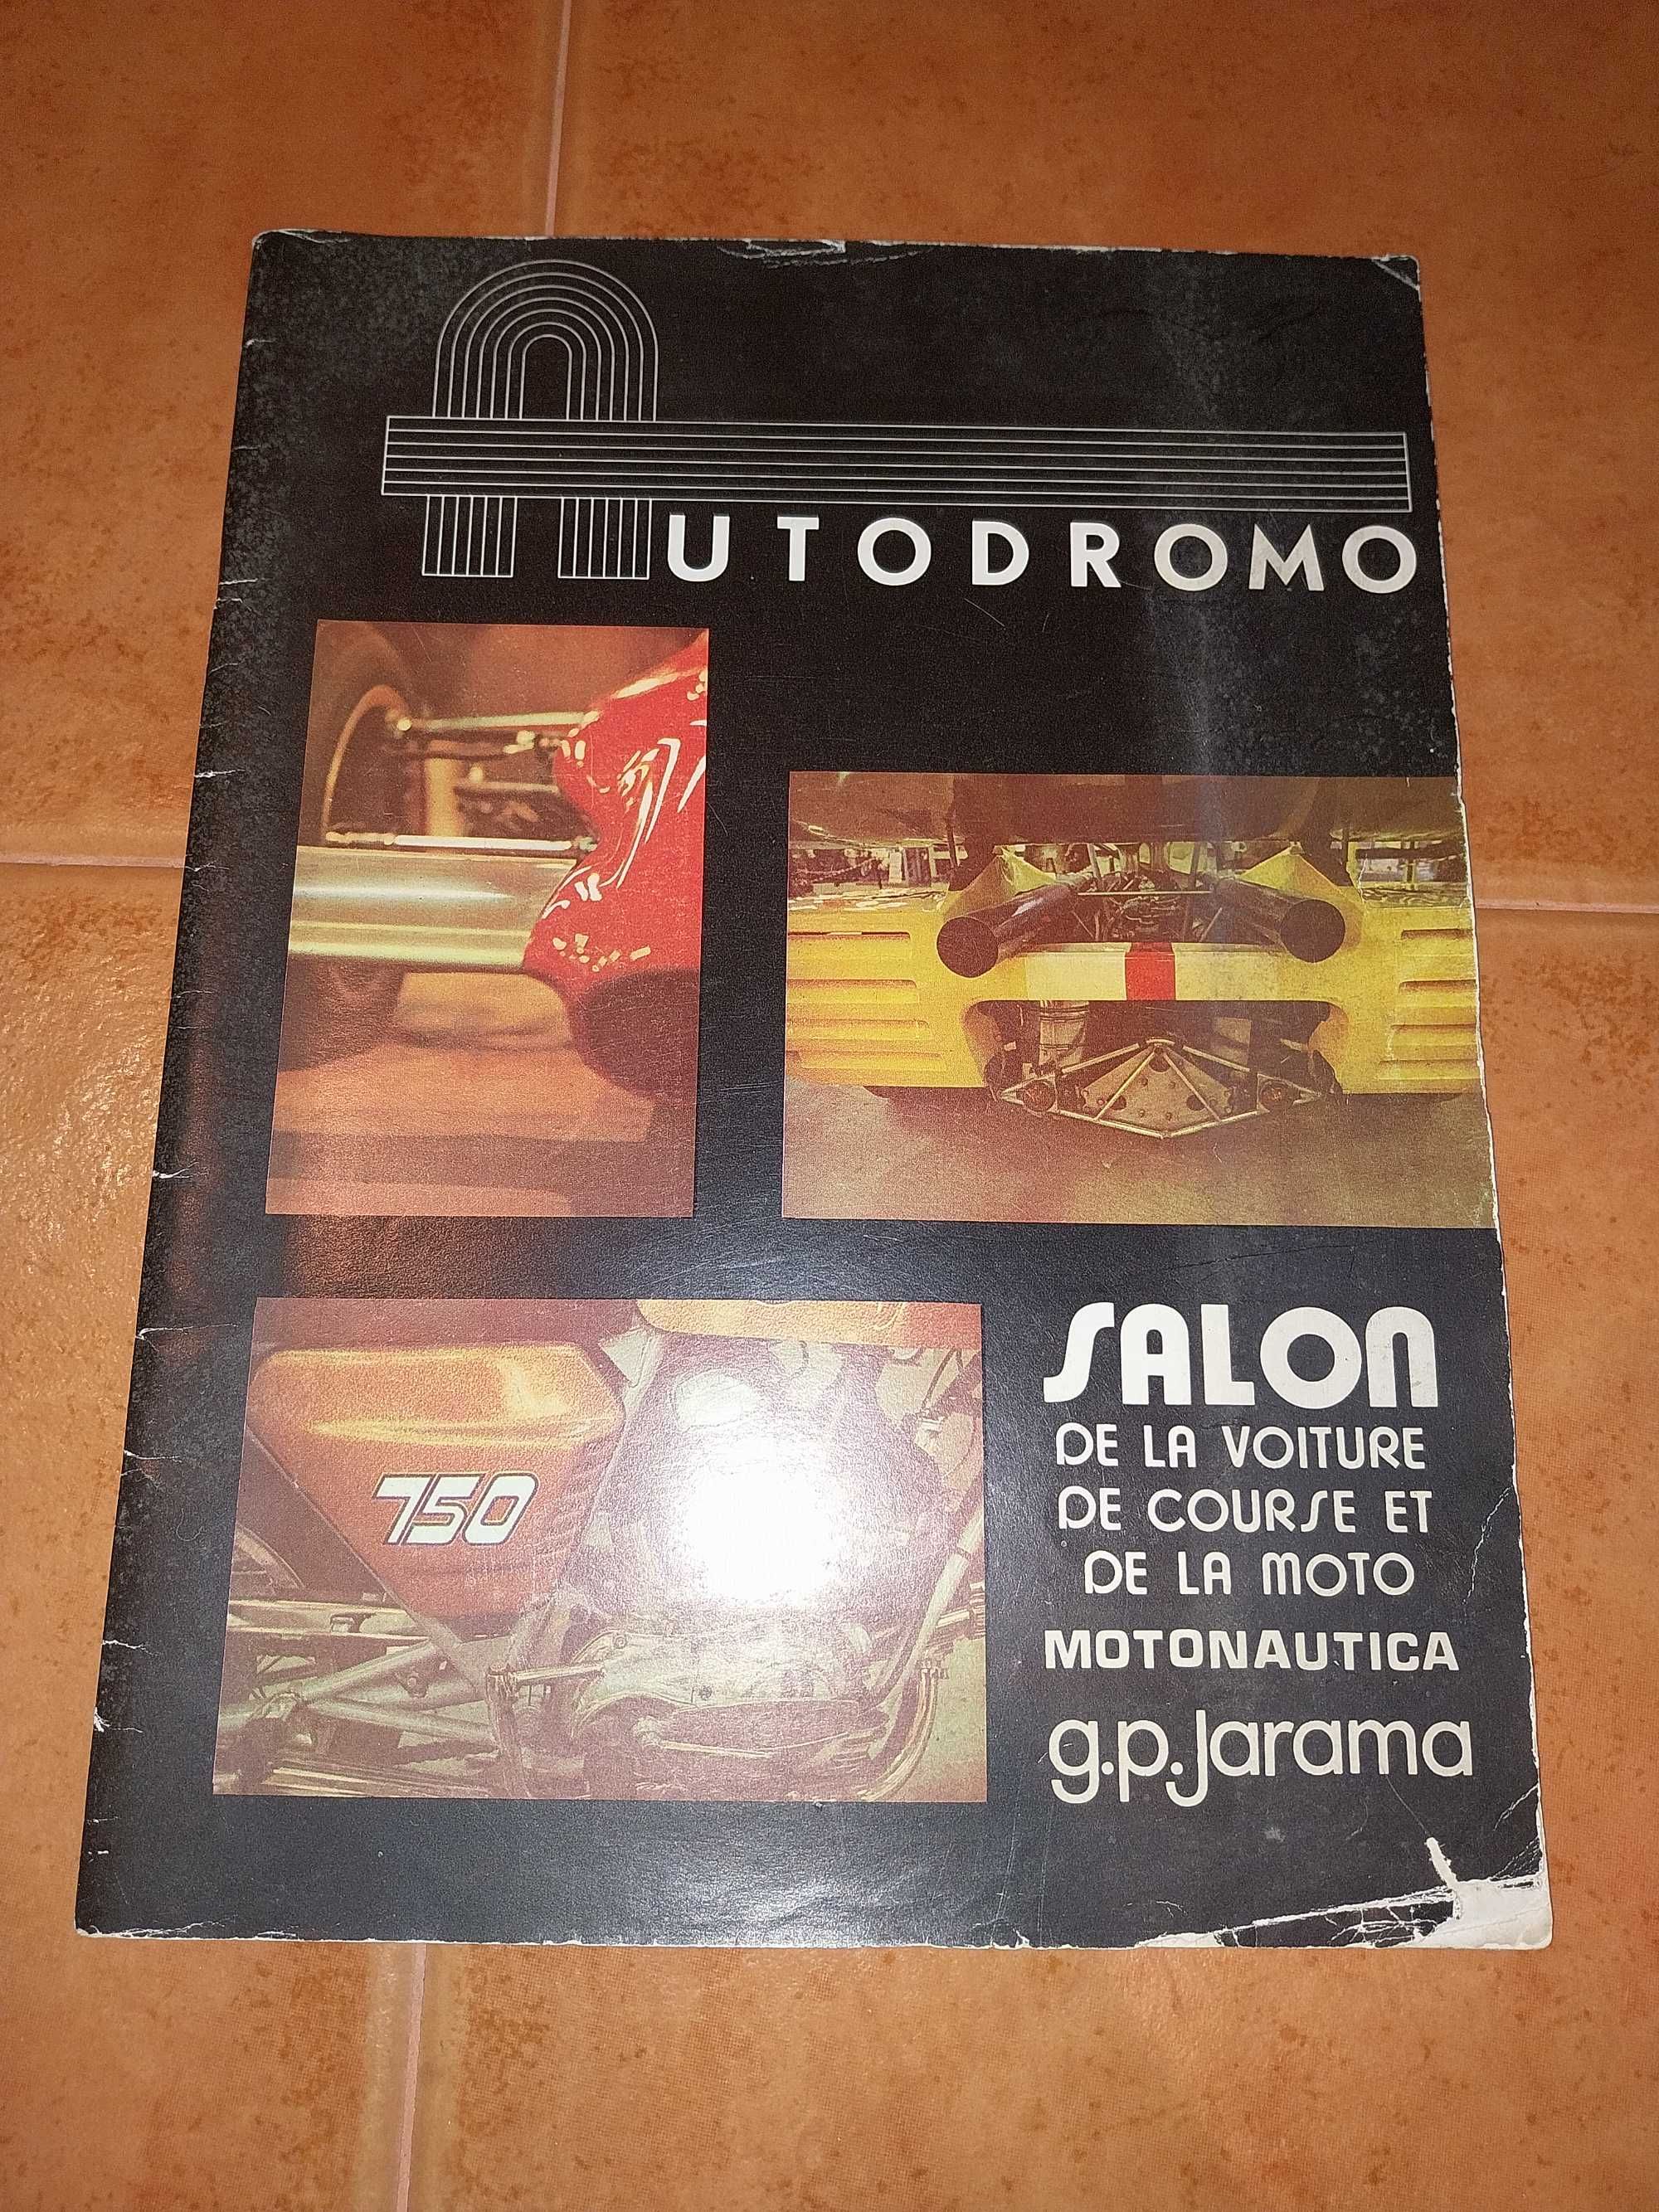 AUTODROMO
750
SALON
DE LA VOITURE
DE COURSE ET
DE LA MOTO
MOTONAUTICA
g.p.Jarama